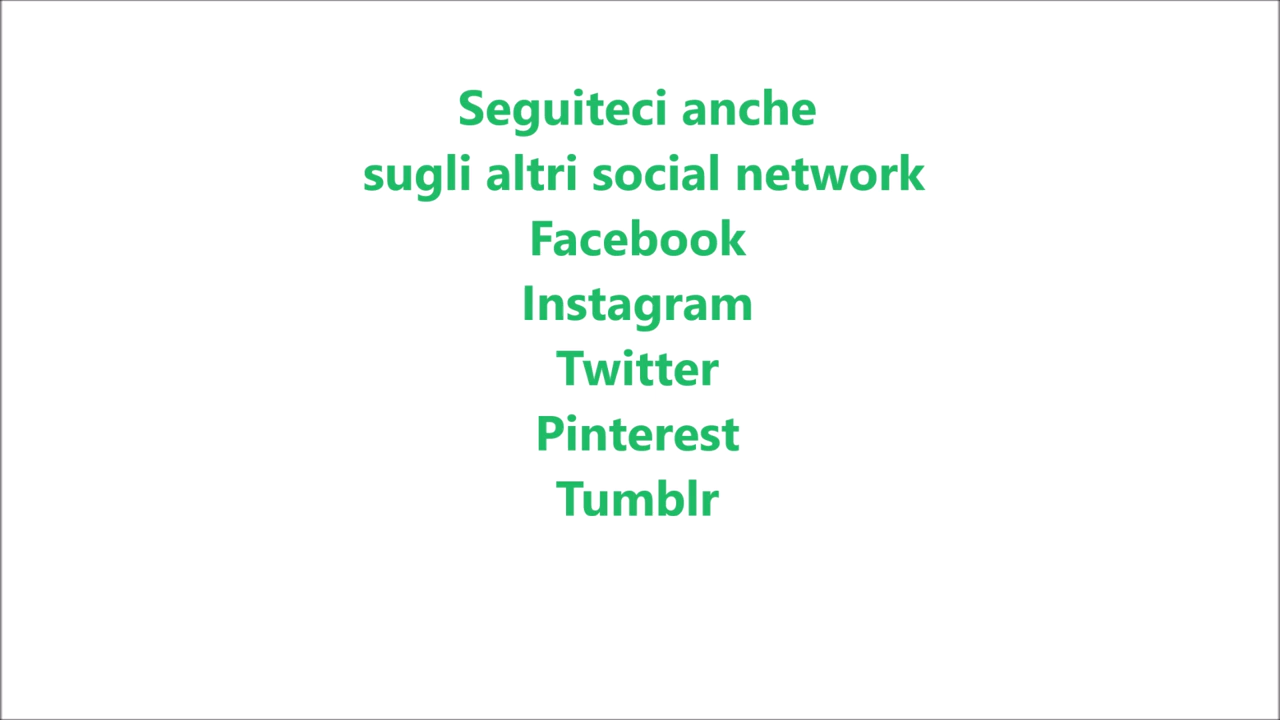 Seguiteci anche
sugli altri social network
Facebook
Instagram
Twitter
Pinterest
Tumblr